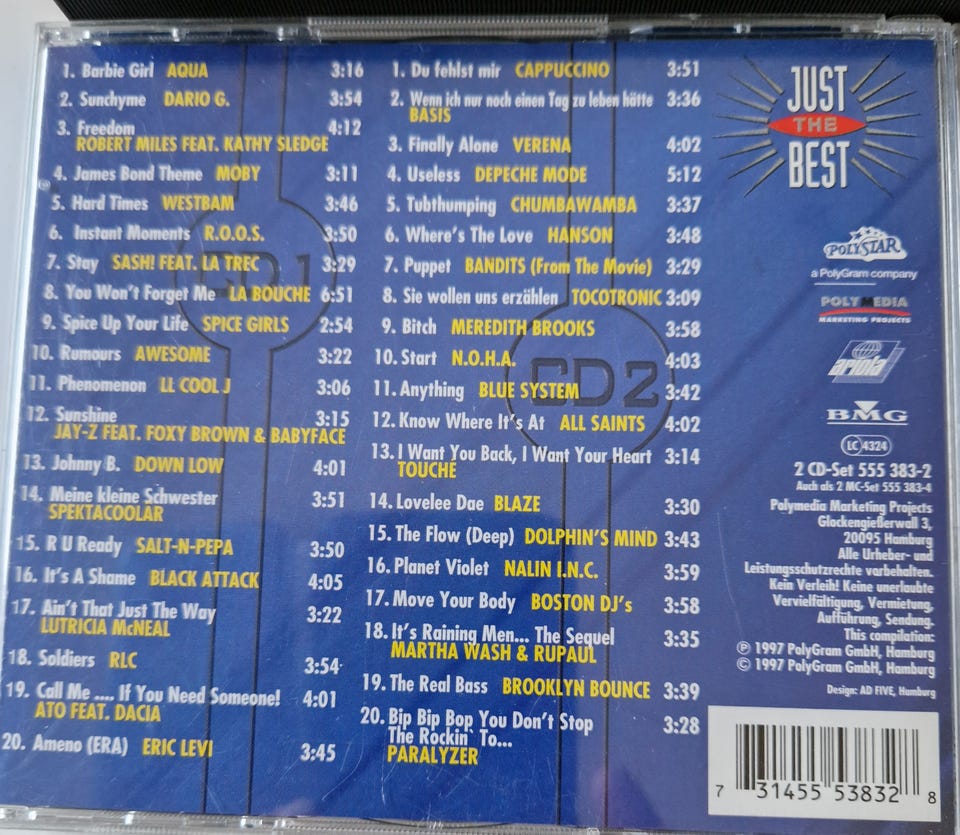 1. Barbie Girl AQUA 3:16
2. Sunchyme DARIO G. 3:54
3. Freedom 4:12
ROBERT MILES FEAT. KATHY SLEDGE
4. James Bond Theme MOBY 3:11
5. Hard Times WESTBAM 3:46
6. Instant Moments R.O.O.S. 3:50
7. Stay SASH! FEAT. LA TREC 3:29
8. You Won't Forget Me LA BOUCHE 6:51
9. Spice Up Your Life SPICE GIRLS 2:54
10. Rumours AWESOME 3:22
11. Phenomenon LL COOL J 3:06
12. Sunshine 3:15
JAY-Z FEAT. FOXY BROWN & BABYFACE
13. Johnny B. DOWN LOW 4:01
14. Meine kleine Schwester 3:51
SPEKTACOOLAR
15. R U Ready SALT-N-PEPA 3:50
16. It's A Shame BLACK ATTACK 4:05
17. Ain't That Just The Way 3:22
LUTRICIA McNEAL
18. Soldiers RLC 3:54
19. Call Me .... If You Need Someone! 4:01
ATO FEAT. DACIA
20. Ameno (ERA) ERIC LEVI 3:45
CD1
1. Du fehlst mir CAPPUCCINO 3:51
2. Wenn ich nur noch einen Tag zu leben hätte 3:36
BASIS
3. Finally Alone VERENA 4:02
4. Useless DEPECHE MODE 5:12
5. Tubthumping CHUMBAWAMBA 3:37
6. Where's The Love HANSON 3:48
7. Puppet BANDITS (From The Movie) 3:29
8. Sie wollen uns erzählen TOCOTRONIC 3:09
9. Bitch MEREDITH BROOKS 3:58
10. Start N.O.H.A. 4:03
11. Anything BLUE SYSTEM 3:42
12. Know Where It's At ALL SAINTS 4:02
13. I Want You Back, I Want Your Heart 3:14
TOUCHÉ
14. Lovelee Dae BLAZE 3:30
15. The Flow (Deep) DOLPHIN'S MIND 3:43
16. Planet Violet NALIN I.N.C. 3:59
17. Move Your Body BOSTON DJ's 3:58
18. It's Raining Men... The Sequel 3:35
MARTHA WASH & RUPAUL
19. The Real Bass BROOKLYN BOUNCE 3:39
20. Bip Bip Bop You Don't Stop 3:28
The Rockin' To...
PARALYZER
CD2
JUST
THE
BEST
POLYSTAR
a PolyGram company
POLYMEDIA
MARKETING PROJECTS
ariola
BMG
LC 4324
2 CD-Set 555 383-2
Auch als 2 MC-Set 555 383-4
Polymedia Marketing Projects
Glockengießerwall 3,
20095 Hamburg
Alle Urheber- und
Leistungsschutzrechte varbehalten.
Kein Verleih! Keine unerlaubte
Vervielfältigung, Vermietung,
Aufführung, Sendung.
This compilation:
℗ 1997 PolyGram GmbH, Hamburg
© 1997 PolyGram GmbH, Hamburg
Design: AD FIVE, Hamburg
7 31455 53832 8